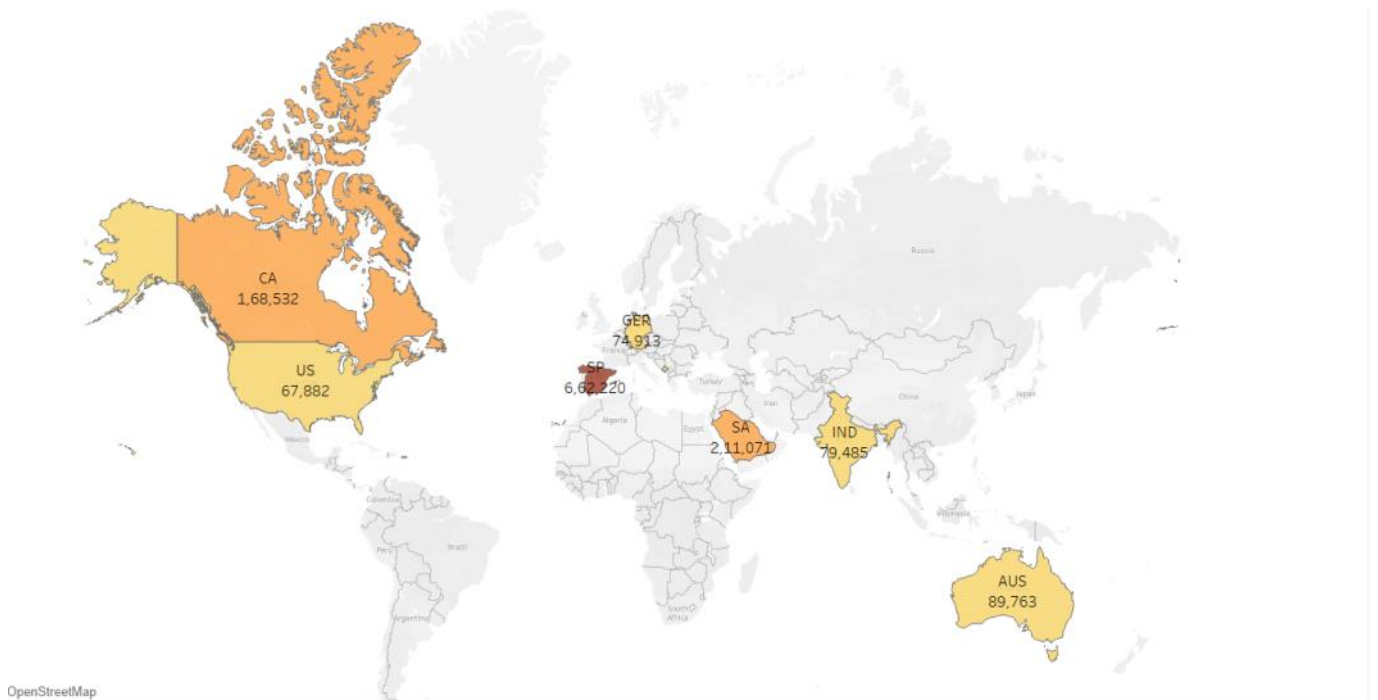 Russia
CA
1,68,532
GER
74,913
France
US
67,882
SP
6,62,220
Turkey
China
Japan
Iran
Algeria
Egypt
SA
2,11,071
IND
79,485
Mexico
Colombia
Indonesia
Peru
Brazil
AUS
89,763
South
Africa
Argentina
OpenStreetMap